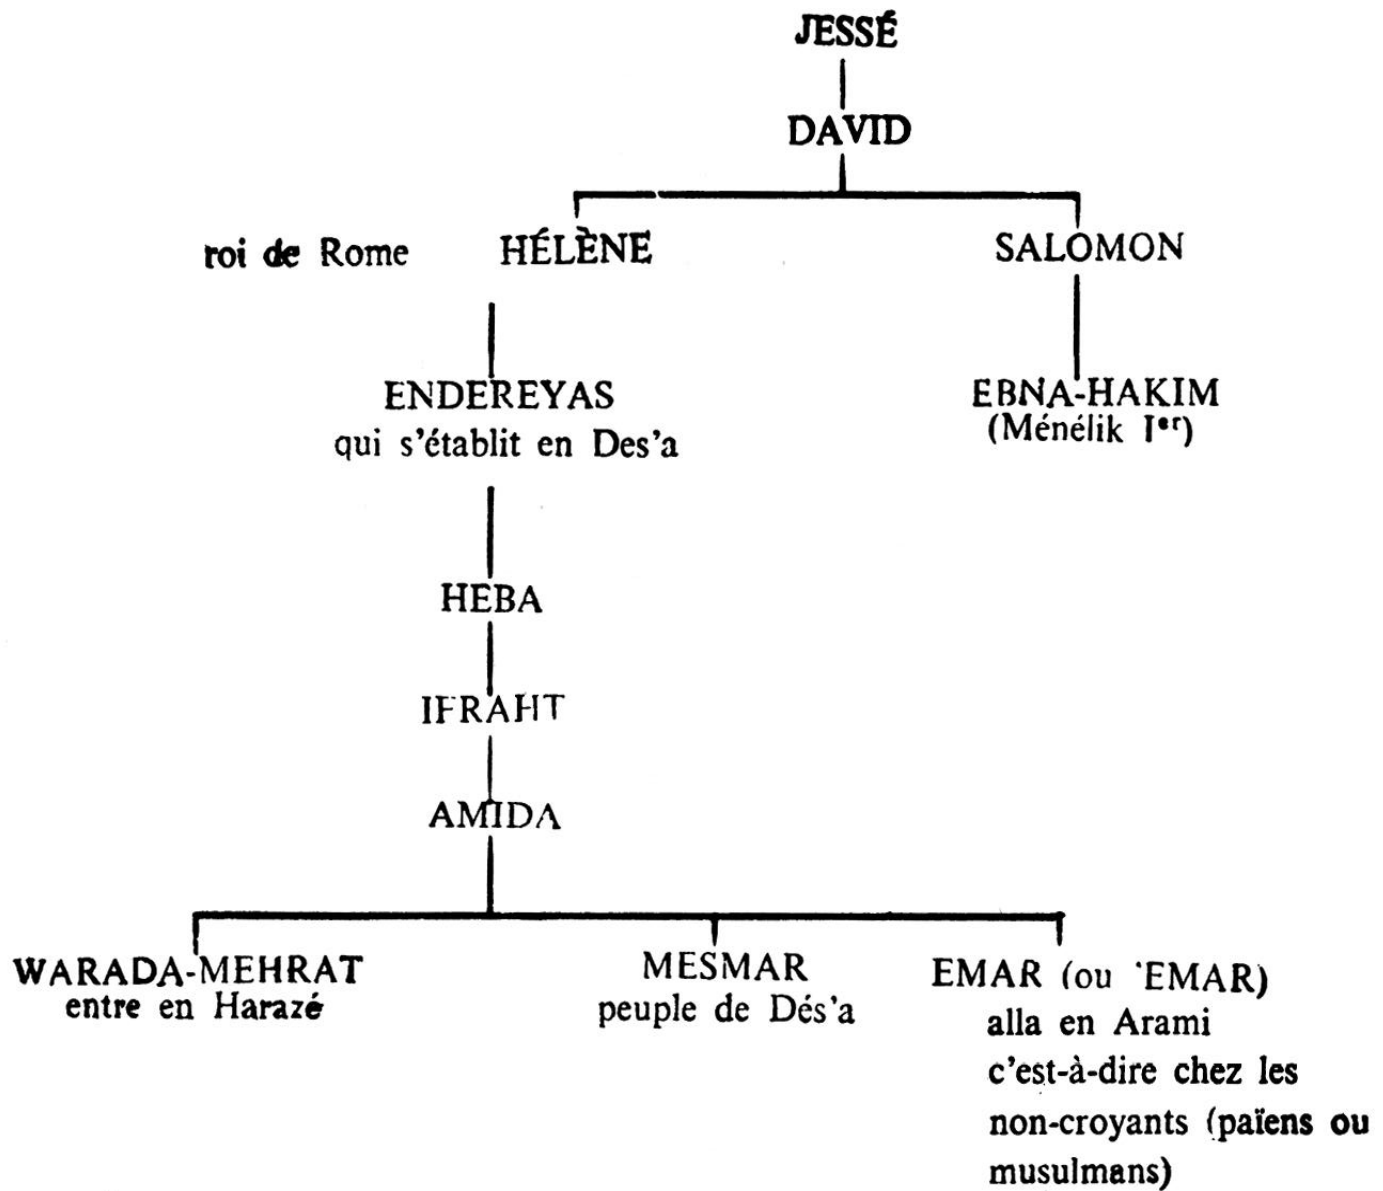 JESSÉ
DAVID
roi de Rome HÉLÈNE SALOMON
ENDEREYAS
qui s'établit en Des'a
EBNA-HAKIM
(Ménélik Iᵉʳ)
HEBA
IFRAHT
AMIDA
WARADA-MEHRAT
entre en Harazé
MESMAR
peuple de Dés'a
EMAR (ou 'EMAR)
alla en Arami
c'est-à-dire chez les
non-croyants (païens ou
musulmans)